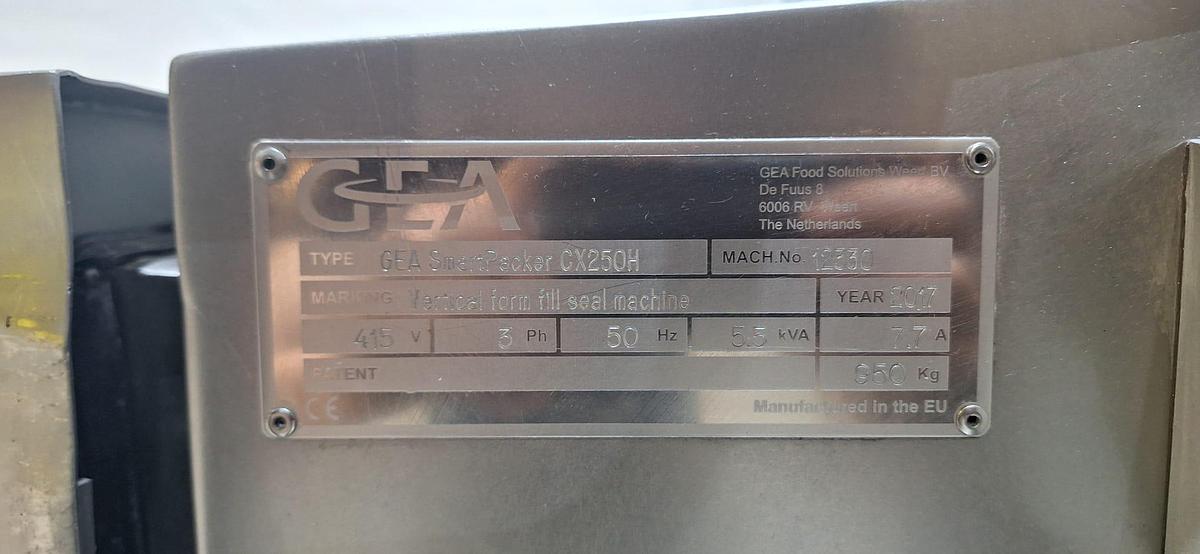 GEA
GEA Food Solutions Weert BV
De Fuus 8
6006 RV Weert
The Netherlands
TYPE GEA SmartPacker CX250H MACH.No 12330
MARKING Vertical form fill seal machine YEAR 2017
415 V 3 Ph 50 Hz 5.5 kVA 7.7 A
PATENT 950 Kg
CE Manufactured in the EU